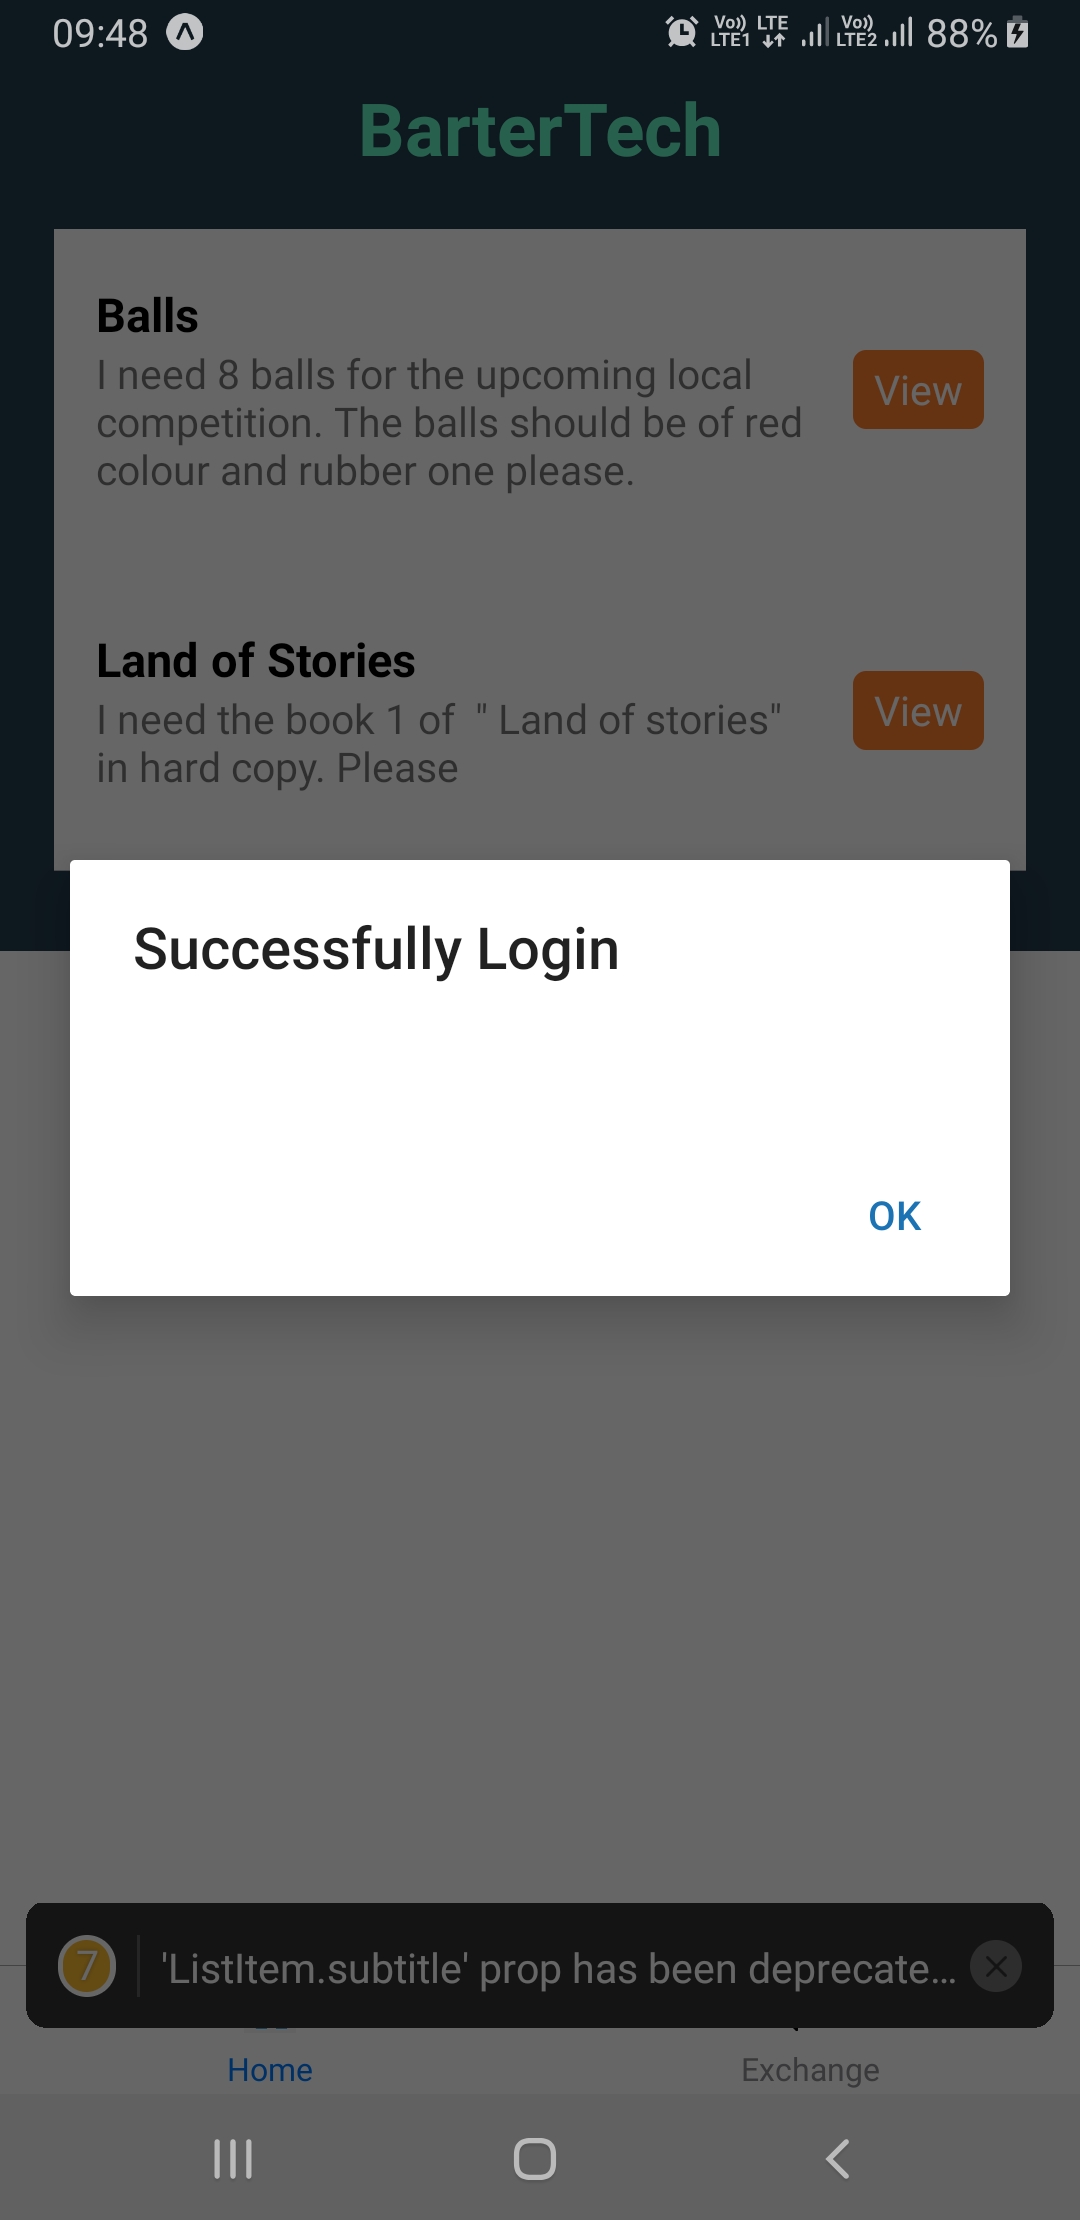 09:48
Vo)) LTE1 LTE Vo)) LTE2 88%
BarterTech
Balls
I need 8 balls for the upcoming local
competition. The balls should be of red
colour and rubber one please.
View
Land of Stories
I need the book 1 of  " Land of stories"
in hard copy. Please
View
Successfully Login
OK
7
'ListItem.subtitle' prop has been deprecate...
Home
Exchange